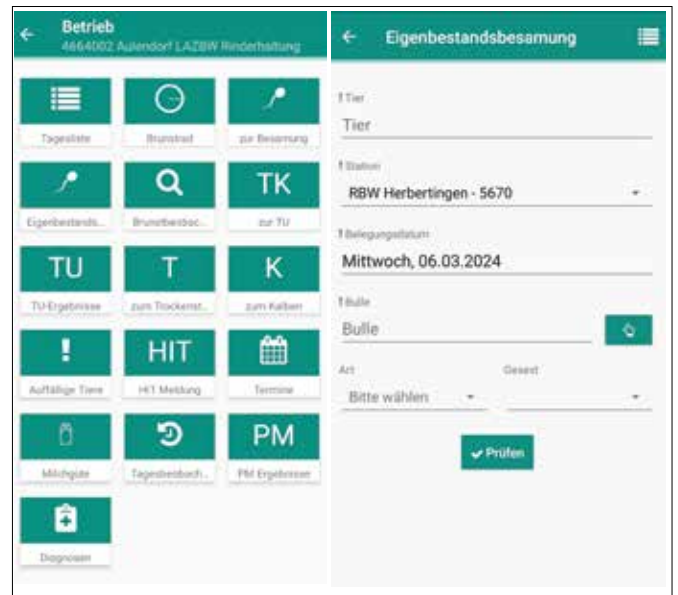 Betrieb
4664002 Aulendorf LAZBW Rinderhaltung
Tagesliste
Brunstrad
zur Besamung
Eigenbestands...
Brunstbeobac...
TK
zur TU
TU
TU-Ergebnisse
T
zum Trockenst...
K
zum Kalben
!
Auffällige Tiere
HIT
HIT Meldung
Termine
Milchgüte
Tagesbeobach...
PM
PM Ergebnisse
Diagnosen
Eigenbestandsbesamung
! Tier
Tier
! Station
RBW Herbertingen - 5670
! Belegungsdatum
Mittwoch, 06.03.2024
! Bulle
Bulle
Art
Gesext
Bitte wählen
Prüfen